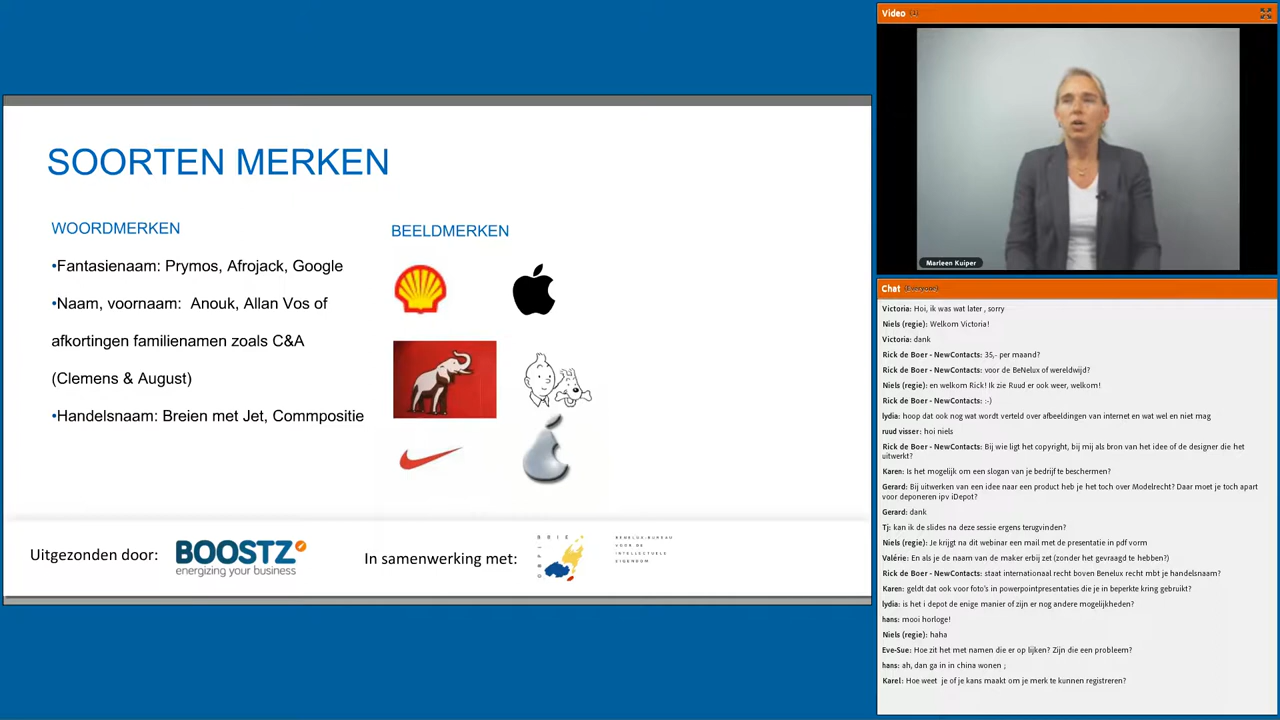 SOORTEN MERKEN
WOORDMERKEN
•Fantasienaam: Prymos, Afrojack, Google
•Naam, voornaam: Anouk, Allan Vos of
afkortingen familienamen zoals C&A
(Clemens & August)
•Handelsnaam: Breien met Jet, Commpositie
BEELDMERKEN
Uitgezonden door:
BOOSTZ
energizing your business
In samenwerking met:
BENELUX-BUREAU
VOOR DE
INTELLECTUELE
EIGENDOM
Video (1)
Marleen Kuiper
Chat (Everyone)
Victoria: Hoi, ik was wat later , sorry
Niels (regie): Welkom Victoria!
Victoria: dank
Rick de Boer - NewContacts: 35,- per maand?
Rick de Boer - NewContacts: voor de BeNelux of wereldwijd?
Niels (regie): en welkom Rick! Ik zie Ruud er ook weer, welkom!
Rick de Boer - NewContacts: :-)
lydia: hoop dat ook nog wat wordt verteld over afbeeldingen van internet en wat wel en niet mag
ruud visser: hoi niels
Rick de Boer - NewContacts: Bij wie ligt het copyright, bij mij als bron van het idee of de designer die het
uitwerkt?
Karen: Is het mogelijk om een slogan van je bedrijf te beschermen?
Gerard: Bij uitwerken van een idee naar een product heb je het toch over Modelrecht? Daar moet je toch apart
voor deponeren ipv iDepot?
Gerard: dank
Tj: kan ik de slides na deze sessie ergens terugvinden?
Niels (regie): Je krijgt na dit webinar een mail met de presentatie in pdf vorm
Valérie: En als je de naam van de maker erbij zet (zonder het gevraagd te hebben?)
Rick de Boer - NewContacts: staat internationaal recht boven Benelux recht mbt je handelsnaam?
Karen: geldt dat ook voor foto's in powerpointpresentaties die je in beperkte kring gebruikt?
lydia: is het i depot de enige manier of zijn er nog andere mogelijkheden?
hans: mooi horloge!
Niels (regie): haha
Eve-Sue: Hoe zit het met namen die er op lijken? Zijn die een probleem?
hans: ah, dan ga in in china wonen ;
Karel: Hoe weet je of je kans maakt om je merk te kunnen registreren?